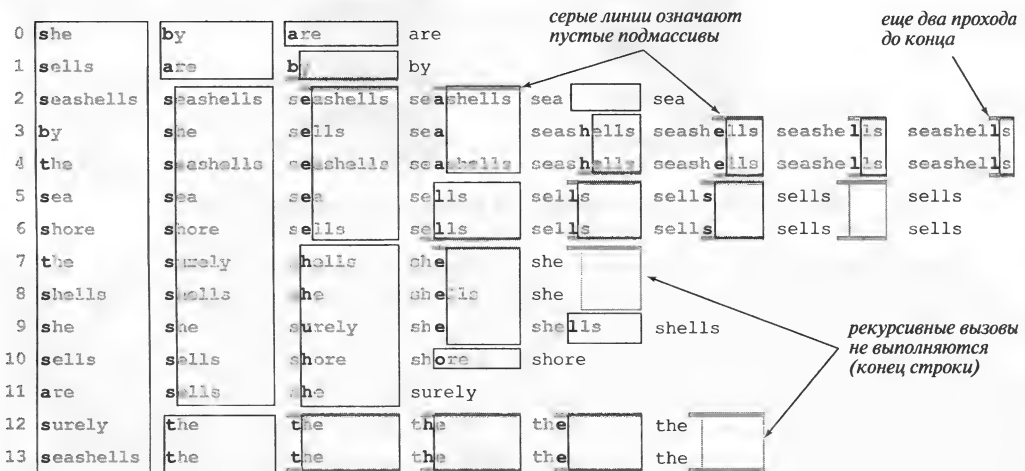 серые линии означают
пустые подмассивы
еще два прохода
до конца
0 she by are are
1 sells are by by
2 seashells seashells seashells seashells sea sea
3 by she sells sea seashells seashells seashells seashells
4 the seashells seashells seashells seashells seashells seashells seashells
5 sea sea sea sells sells sells sells sells
6 shore shore sells sells sells sells sells sells
7 the surely shells she she
8 shells shells she shells she
9 she she surely she shells shells
10 sells sells shore shore shore
11 are sells she surely
12 surely the the the the the
13 seashells the the the the the
рекурсивные вызовы
не выполняются
(конец строки)